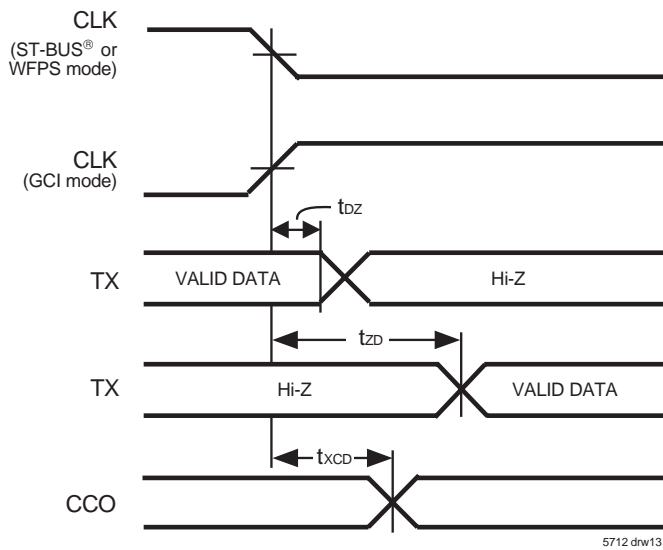 CLK
(ST-BUS® or
WFPS mode)
CLK
(GCI mode)
tDZ
TX
VALID DATA
Hi-Z
tZD
TX
Hi-Z
VALID DATA
tXCD
CCO
5712 drw13